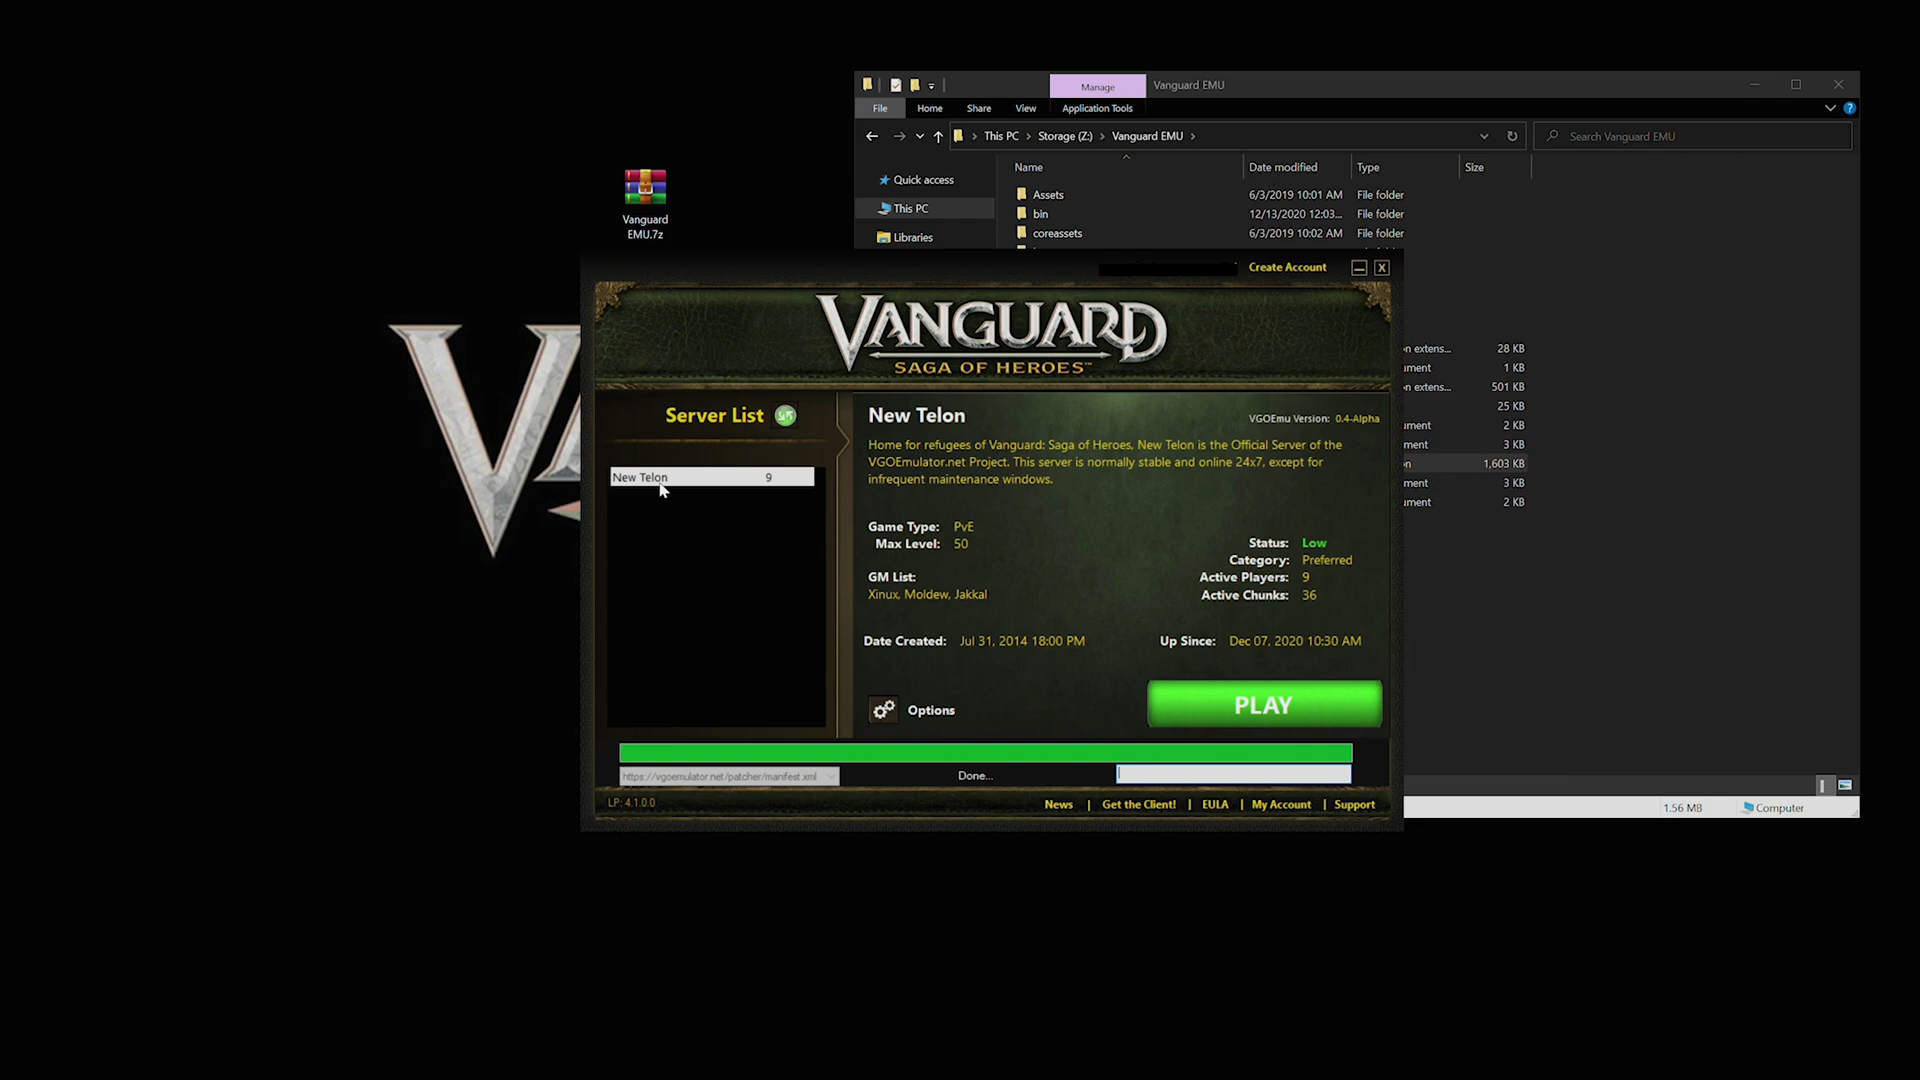 Manage
Vanguard EMU
File
Home
Share
View
Application Tools
This PC > Storage (Z:) > Vanguard EMU >
Search Vanguard EMU
Name
Date modified
Type
Size
Quick access
This PC
Libraries
Assets 6/3/2019 10:01 AM File folder
bin 12/13/2020 12:03... File folder
coreassets 6/3/2019 10:02 AM File folder
Vanguard
EMU.7z
n extens... 28 KB
ument 1 KB
n extens... 501 KB
25 KB
ument 2 KB
ment 3 KB
on 1,603 KB
ment 3 KB
ument 2 KB
1.56 MB
Computer
Create Account
X
VANGUARD
SAGA OF HEROES™
Server List
New Telon 9
New Telon
VGOEmu Version: 0.4-Alpha
Home for refugees of Vanguard: Saga of Heroes, New Telon is the Official Server of the
VGOEmulator.net Project. This server is normally stable and online 24x7, except for
infrequent maintenance windows.
Game Type: PvE
Max Level: 50
GM List:
Xinux, Moldew, Jakkal
Status: Low
Category: Preferred
Active Players: 9
Active Chunks: 36
Date Created: Jul 31, 2014 18:00 PM
Up Since: Dec 07, 2020 10:30 AM
Options
PLAY
https://vgoemulator.net/patcher/manifest.xml
Done...
LP: 4.1.0.0
News | Get the Client! | EULA | My Account | Support